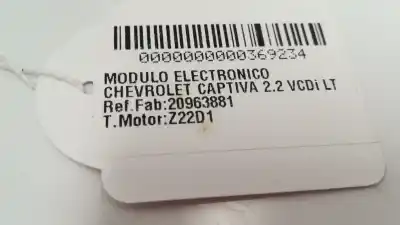 0000000000369234
MODULO ELECTRONICO
CHEVROLET CAPTIVA 2.2 VCDi LT
Ref.Fab:20963881
T.Motor:Z22D1